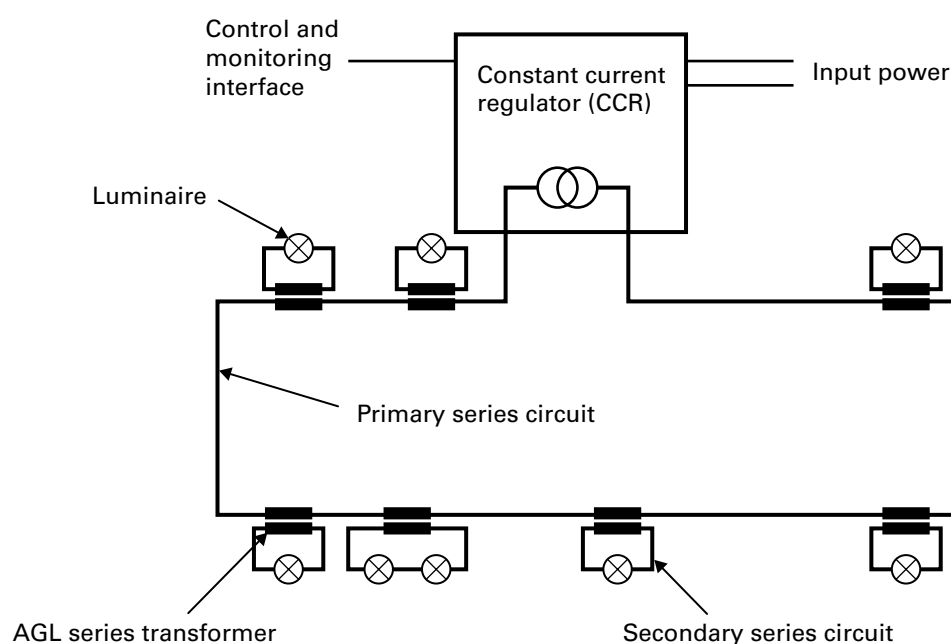 Control and
monitoring
interface
Constant current
regulator (CCR)
Input power
Luminaire
Primary series circuit
AGL series transformer
Secondary series circuit